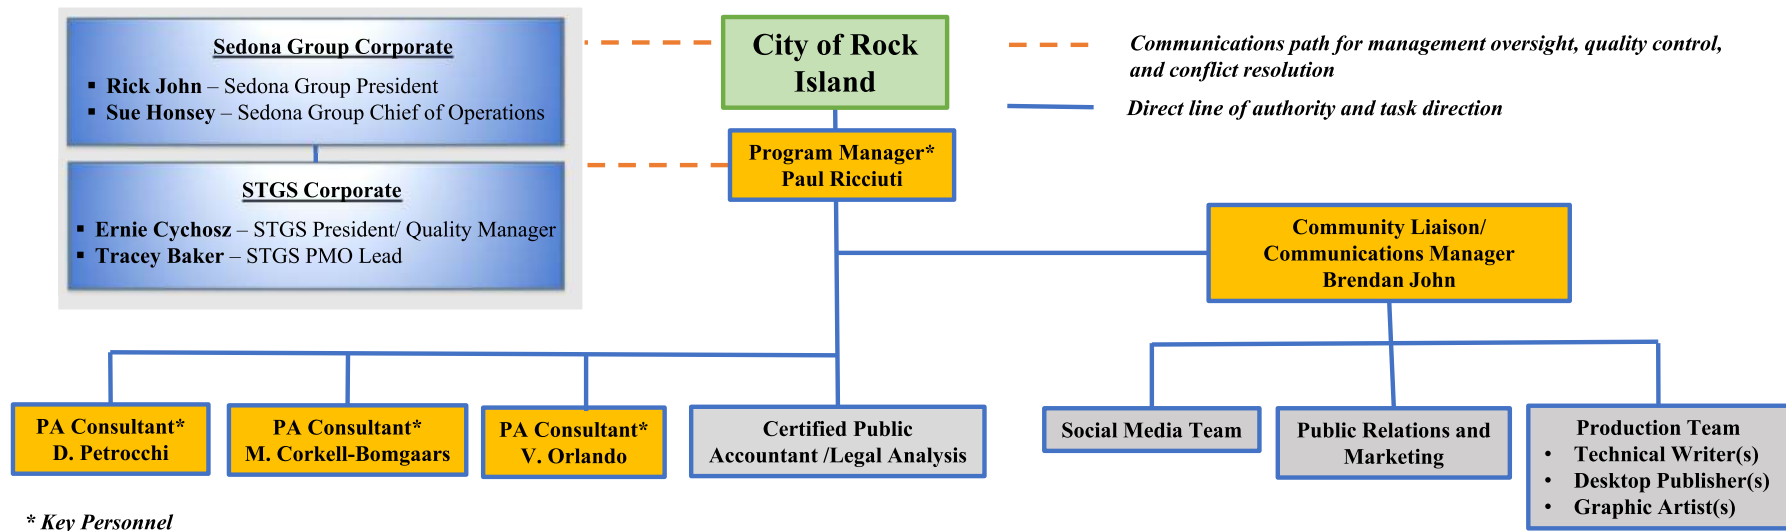 Sedona Group Corporate
▪ Rick John – Sedona Group President
▪ Sue Honsey – Sedona Group Chief of Operations
STGS Corporate
▪ Ernie Cychosz – STGS President/ Quality Manager
▪ Tracey Baker – STGS PMO Lead
City of Rock
Island
Communications path for management oversight, quality control,
and conflict resolution
Direct line of authority and task direction
Program Manager*
Paul Ricciuti
Community Liaison/
Communications Manager
Brendan John
PA Consultant*
D. Petrocchi
PA Consultant*
M. Corkell-Bomgaars
PA Consultant*
V. Orlando
Certified Public
Accountant /Legal Analysis
Social Media Team
Public Relations and
Marketing
Production Team
• Technical Writer(s)
• Desktop Publisher(s)
• Graphic Artist(s)
* Key Personnel